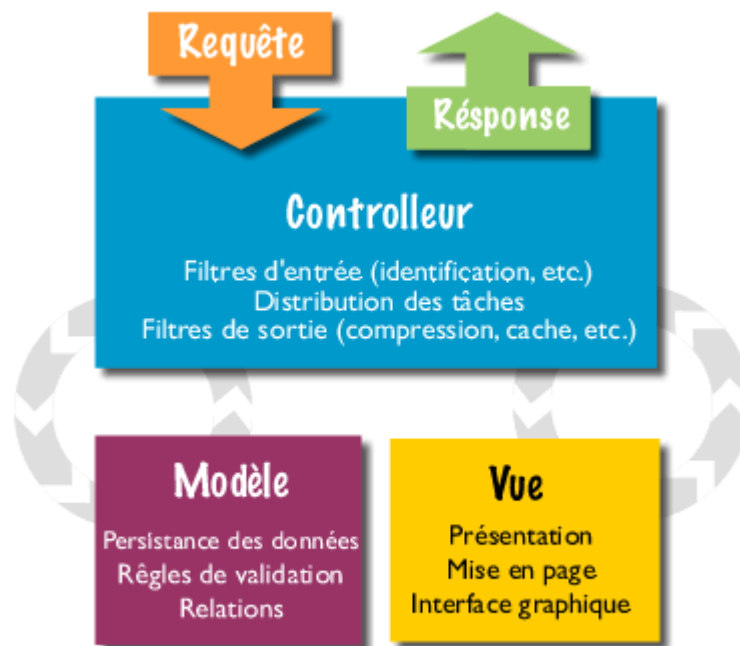 Requête
Résponse
Controlleur
Filtres d'entrée (identification, etc.)
Distribution des tâches
Filtres de sortie (compression, cache, etc.)
Modèle
Persistance des données
Rêgles de validation
Relations
Vue
Présentation
Mise en page
Interface graphique